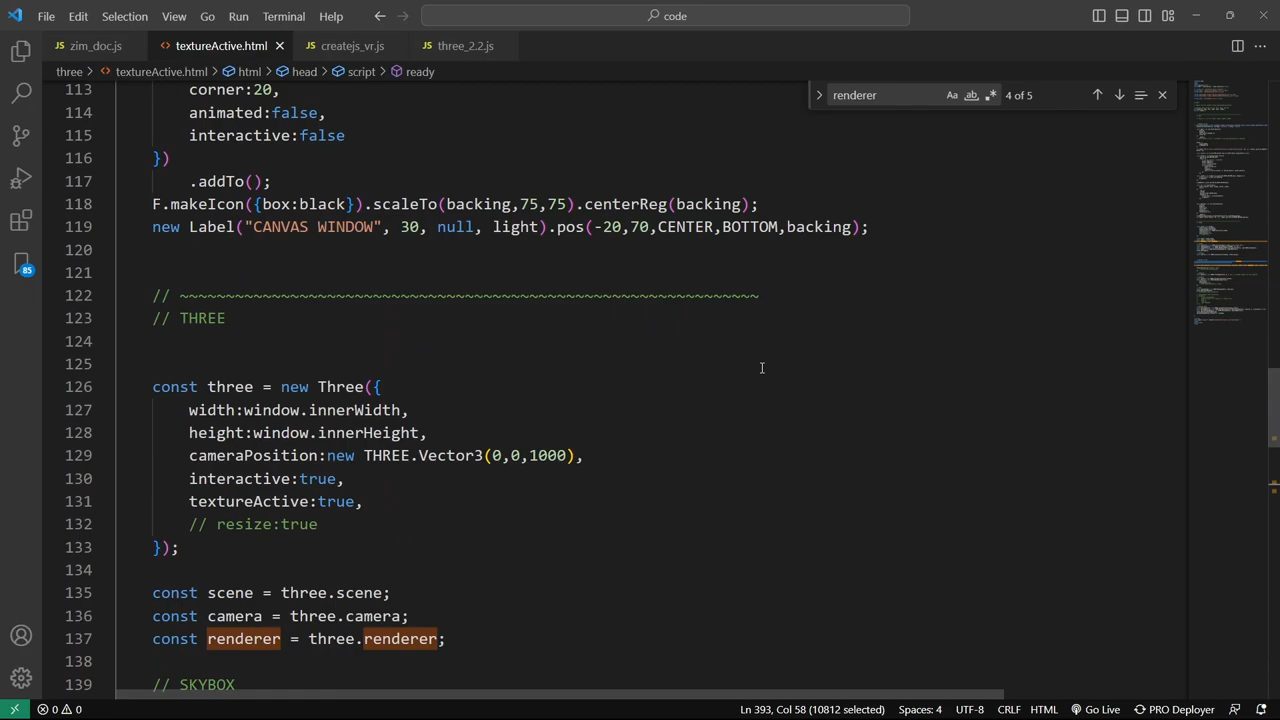 File Edit Selection View Go Run Terminal Help
code
zim_doc.js textureActive.html createjs_vr.js three_2.2.js
three > textureActive.html > html > head > script > ready
renderer ab 4 of 5
113 corner:20,
114 animated:false,
115 interactive:false
116 })
117 .addTo();
118 F.makeIcon({box:black}).scaleTo(backing,75,75).centerReg(backing);
119 new Label("CANVAS WINDOW", 30, null, light).pos(-20,70,CENTER,BOTTOM,backing);
120
121
122 // ~~~~~~~~~~~~~~~~~~~~~~~~~~~~~~~~~~~~~~~~~~~~~~~~~~~~~~~~~~~~~~~
123 // THREE
124
125
126 const three = new Three({
127 width:window.innerWidth,
128 height:window.innerHeight,
129 cameraPosition:new THREE.Vector3(0,0,1000),
130 interactive:true,
131 textureActive:true,
132 // resize:true
133 });
134
135 const scene = three.scene;
136 const camera = three.camera;
137 const renderer = three.renderer;
138
139 // SKYBOX
85
0 0 Ln 393, Col 58 (10812 selected) Spaces: 4 UTF-8 CRLF HTML Go Live PRO Deployer